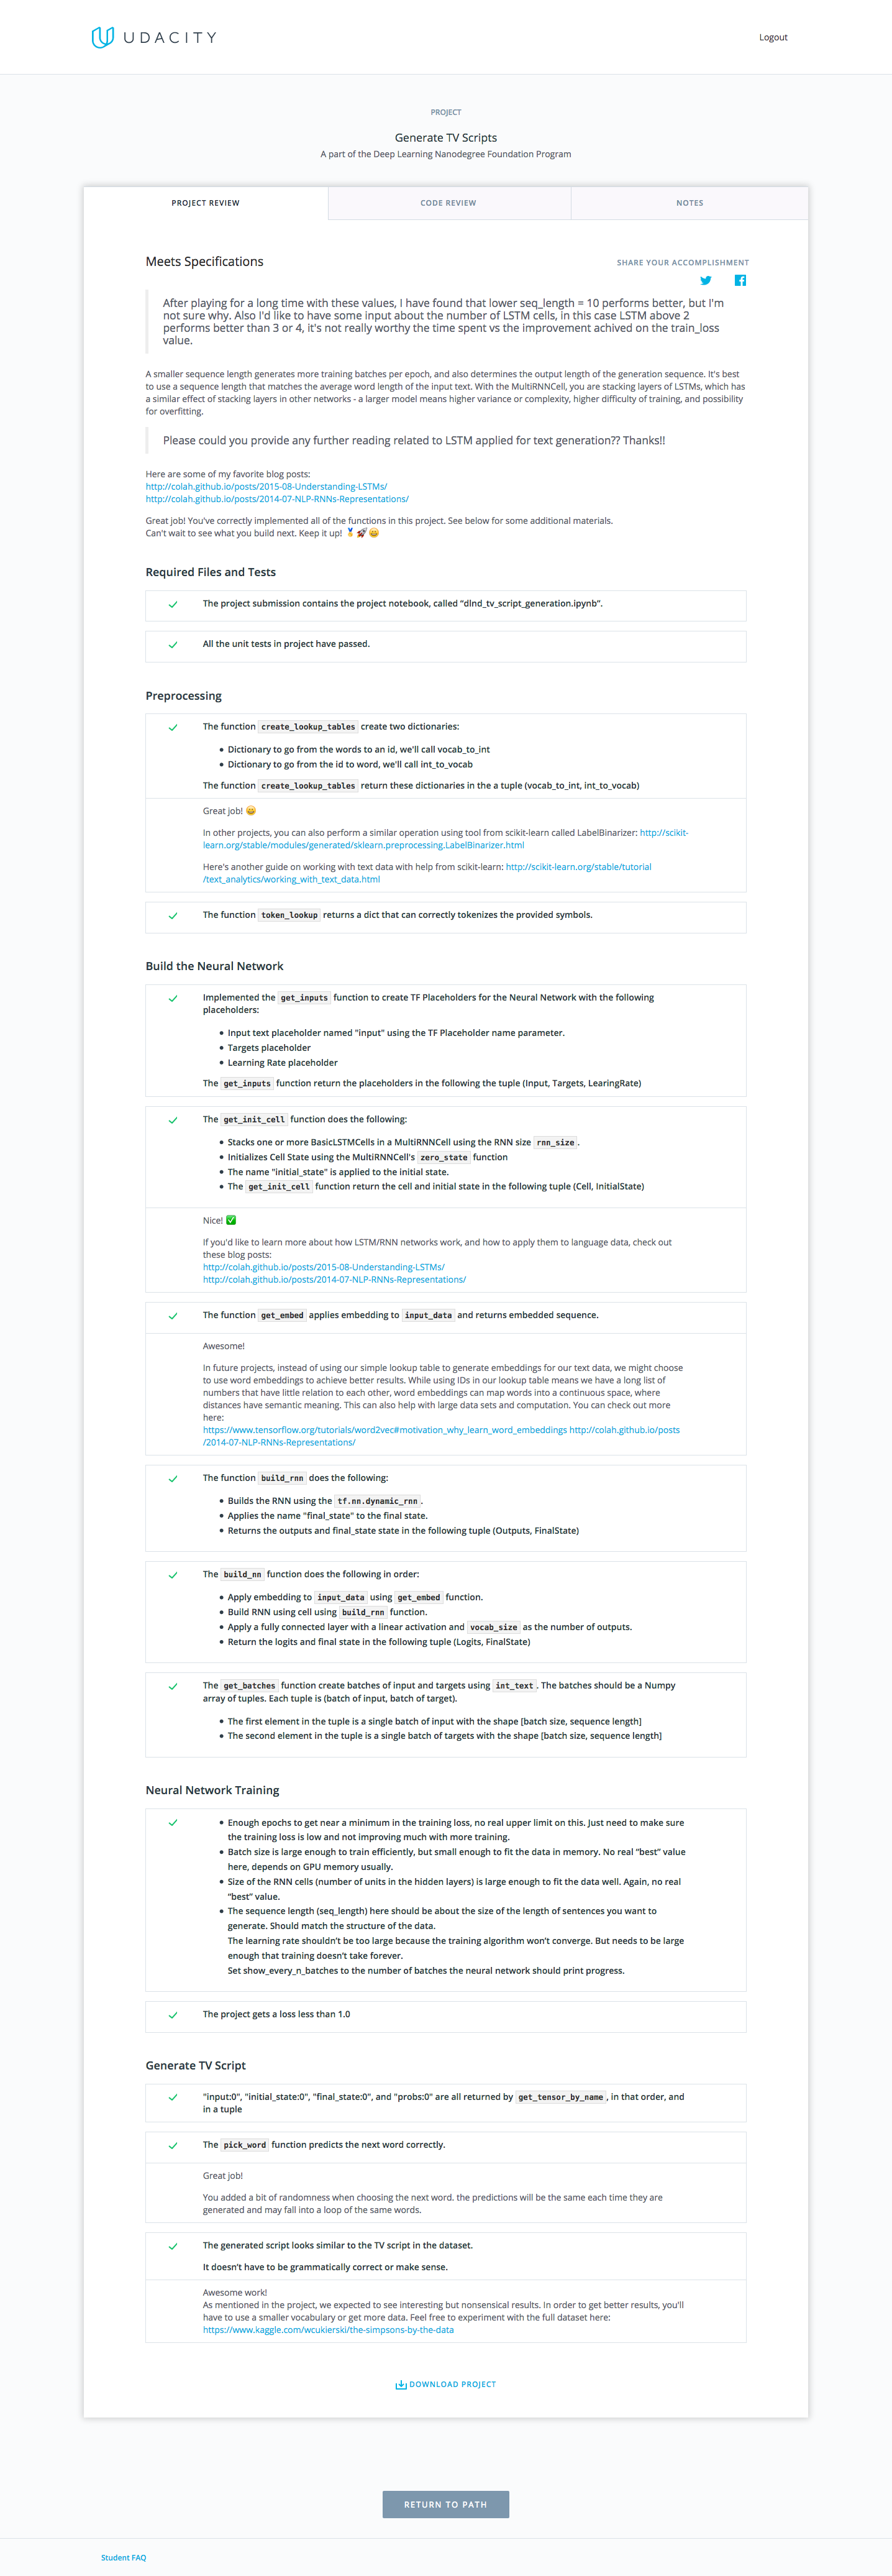 UDACITY
Logout
PROJECT
Generate TV Scripts
A part of the Deep Learning Nanodegree Foundation Program
PROJECT REVIEW
CODE REVIEW
NOTES
Meets Specifications
SHARE YOUR ACCOMPLISHMENT
After playing for a long time with these values, I have found that lower seq_length = 10 performs better, but I'm
not sure why. Also I'd like to have some input about the number of LSTM cells, in this case LSTM above 2
performs better than 3 or 4, it's not really worthy the time spent vs the improvement achived on the train_loss
value.
A smaller sequence length generates more training batches per epoch, and also determines the output length of the generation sequence. It's best
to use a sequence length that matches the average word length of the input text. With the MultiRNNCell, you are stacking layers of LSTMs, which has
a similar effect of stacking layers in other networks - a larger model means higher variance or complexity, higher difficulty of training, and possibility
for overfitting.
Please could you provide any further reading related to LSTM applied for text generation?? Thanks!!
Here are some of my favorite blog posts:
http://colah.github.io/posts/2015-08-Understanding-LSTMs/
http://colah.github.io/posts/2014-07-NLP-RNNs-Representations/
Great job! You've correctly implemented all of the functions in this project. See below for some additional materials.
Can't wait to see what you build next. Keep it up! 🏅🚀😄
Required Files and Tests
The project submission contains the project notebook, called “dlnd_tv_script_generation.ipynb”.
All the unit tests in project have passed.
Preprocessing
The function create_lookup_tables create two dictionaries:
• Dictionary to go from the words to an id, we'll call vocab_to_int
• Dictionary to go from the id to word, we'll call int_to_vocab
The function create_lookup_tables return these dictionaries in the a tuple (vocab_to_int, int_to_vocab)
Great job! 😄
In other projects, you can also perform a similar operation using tool from scikit-learn called LabelBinarizer: http://scikit-
learn.org/stable/modules/generated/sklearn.preprocessing.LabelBinarizer.html
Here's another guide on working with text data with help from scikit-learn: http://scikit-learn.org/stable/tutorial
/text_analytics/working_with_text_data.html
The function token_lookup returns a dict that can correctly tokenizes the provided symbols.
Build the Neural Network
Implemented the get_inputs function to create TF Placeholders for the Neural Network with the following
placeholders:
• Input text placeholder named "input" using the TF Placeholder name parameter.
• Targets placeholder
• Learning Rate placeholder
The get_inputs function return the placeholders in the following the tuple (Input, Targets, LearingRate)
The get_init_cell function does the following:
• Stacks one or more BasicLSTMCells in a MultiRNNCell using the RNN size rnn_size.
• Initializes Cell State using the MultiRNNCell's zero_state function
• The name "initial_state" is applied to the initial state.
• The get_init_cell function return the cell and initial state in the following tuple (Cell, InitialState)
Nice! ✅
If you'd like to learn more about how LSTM/RNN networks work, and how to apply them to language data, check out
these blog posts:
http://colah.github.io/posts/2015-08-Understanding-LSTMs/
http://colah.github.io/posts/2014-07-NLP-RNNs-Representations/
The function get_embed applies embedding to input_data and returns embedded sequence.
Awesome!
In future projects, instead of using our simple lookup table to generate embeddings for our text data, we might choose
to use word embeddings to achieve better results. While using IDs in our lookup table means we have a long list of
numbers that have little relation to each other, word embeddings can map words into a continuous space, where
distances have semantic meaning. This can also help with large data sets and computation. You can check out more
here:
https://www.tensorflow.org/tutorials/word2vec#motivation_why_learn_word_embeddings http://colah.github.io/posts
/2014-07-NLP-RNNs-Representations/
The function build_rnn does the following:
• Builds the RNN using the tf.nn.dynamic_rnn.
• Applies the name "final_state" to the final state.
• Returns the outputs and final_state state in the following tuple (Outputs, FinalState)
The build_nn function does the following in order:
• Apply embedding to input_data using get_embed function.
• Build RNN using cell using build_rnn function.
• Apply a fully connected layer with a linear activation and vocab_size as the number of outputs.
• Return the logits and final state in the following tuple (Logits, FinalState)
The get_batches function create batches of input and targets using int_text. The batches should be a Numpy
array of tuples. Each tuple is (batch of input, batch of target).
• The first element in the tuple is a single batch of input with the shape [batch size, sequence length]
• The second element in the tuple is a single batch of targets with the shape [batch size, sequence length]
Neural Network Training
• Enough epochs to get near a minimum in the training loss, no real upper limit on this. Just need to make sure
the training loss is low and not improving much with more training.
• Batch size is large enough to train efficiently, but small enough to fit the data in memory. No real “best” value
here, depends on GPU memory usually.
• Size of the RNN cells (number of units in the hidden layers) is large enough to fit the data well. Again, no real
“best” value.
• The sequence length (seq_length) here should be about the size of the length of sentences you want to
generate. Should match the structure of the data.
The learning rate shouldn’t be too large because the training algorithm won’t converge. But needs to be large
enough that training doesn’t take forever.
Set show_every_n_batches to the number of batches the neural network should print progress.
The project gets a loss less than 1.0
Generate TV Script
"input:0", "initial_state:0", "final_state:0", and "probs:0" are all returned by get_tensor_by_name, in that order, and
in a tuple
The pick_word function predicts the next word correctly.
Great job!
You added a bit of randomness when choosing the next word. the predictions will be the same each time they are
generated and may fall into a loop of the same words.
The generated script looks similar to the TV script in the dataset.
It doesn’t have to be grammatically correct or make sense.
Awesome work!
As mentioned in the project, we expected to see interesting but nonsensical results. In order to get better results, you'll
have to use a smaller vocabulary or get more data. Feel free to experiment with the full dataset here:
https://www.kaggle.com/wcukierski/the-simpsons-by-the-data
DOWNLOAD PROJECT
RETURN TO PATH
Student FAQ